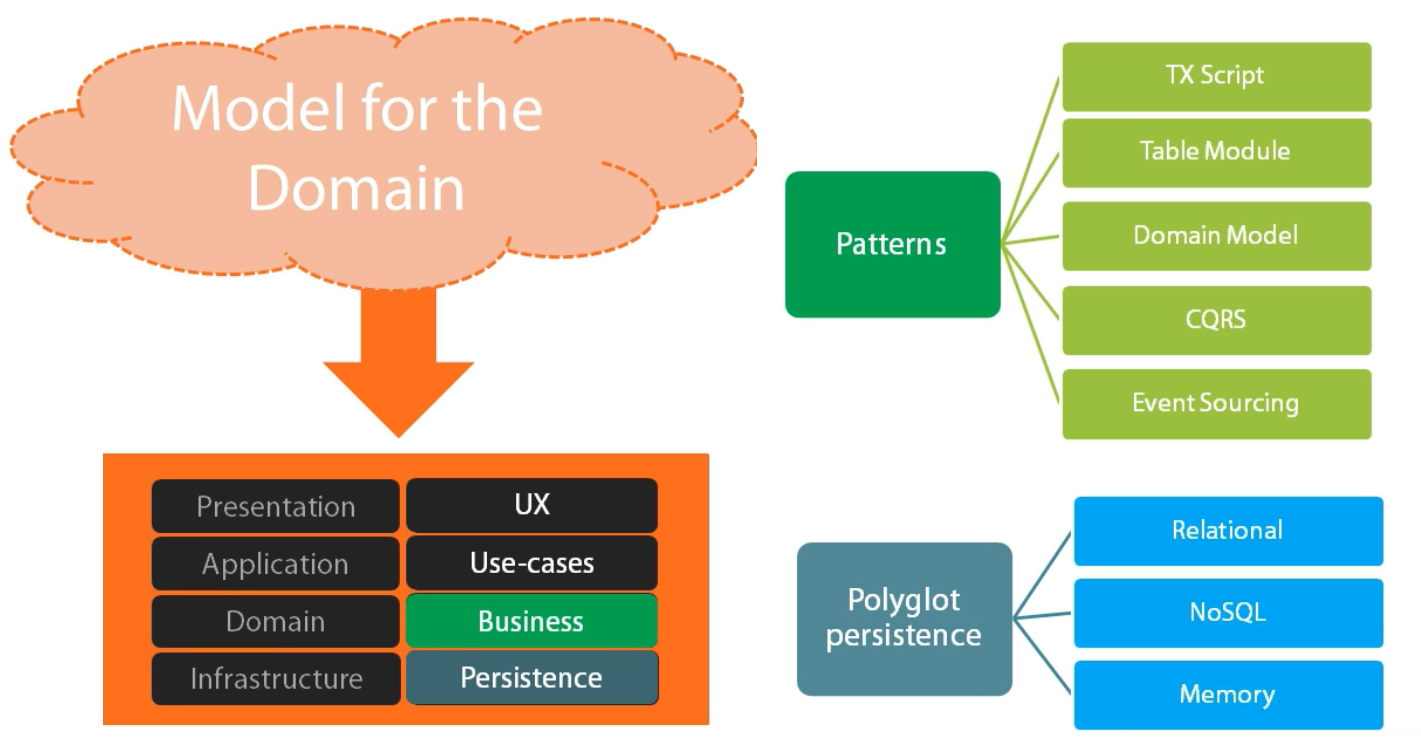 Model for the
Domain
Presentation
UX
Application
Use-cases
Domain
Business
Infrastructure
Persistence
Patterns
TX Script
Table Module
Domain Model
CQRS
Event Sourcing
Polyglot
persistence
Relational
NoSQL
Memory